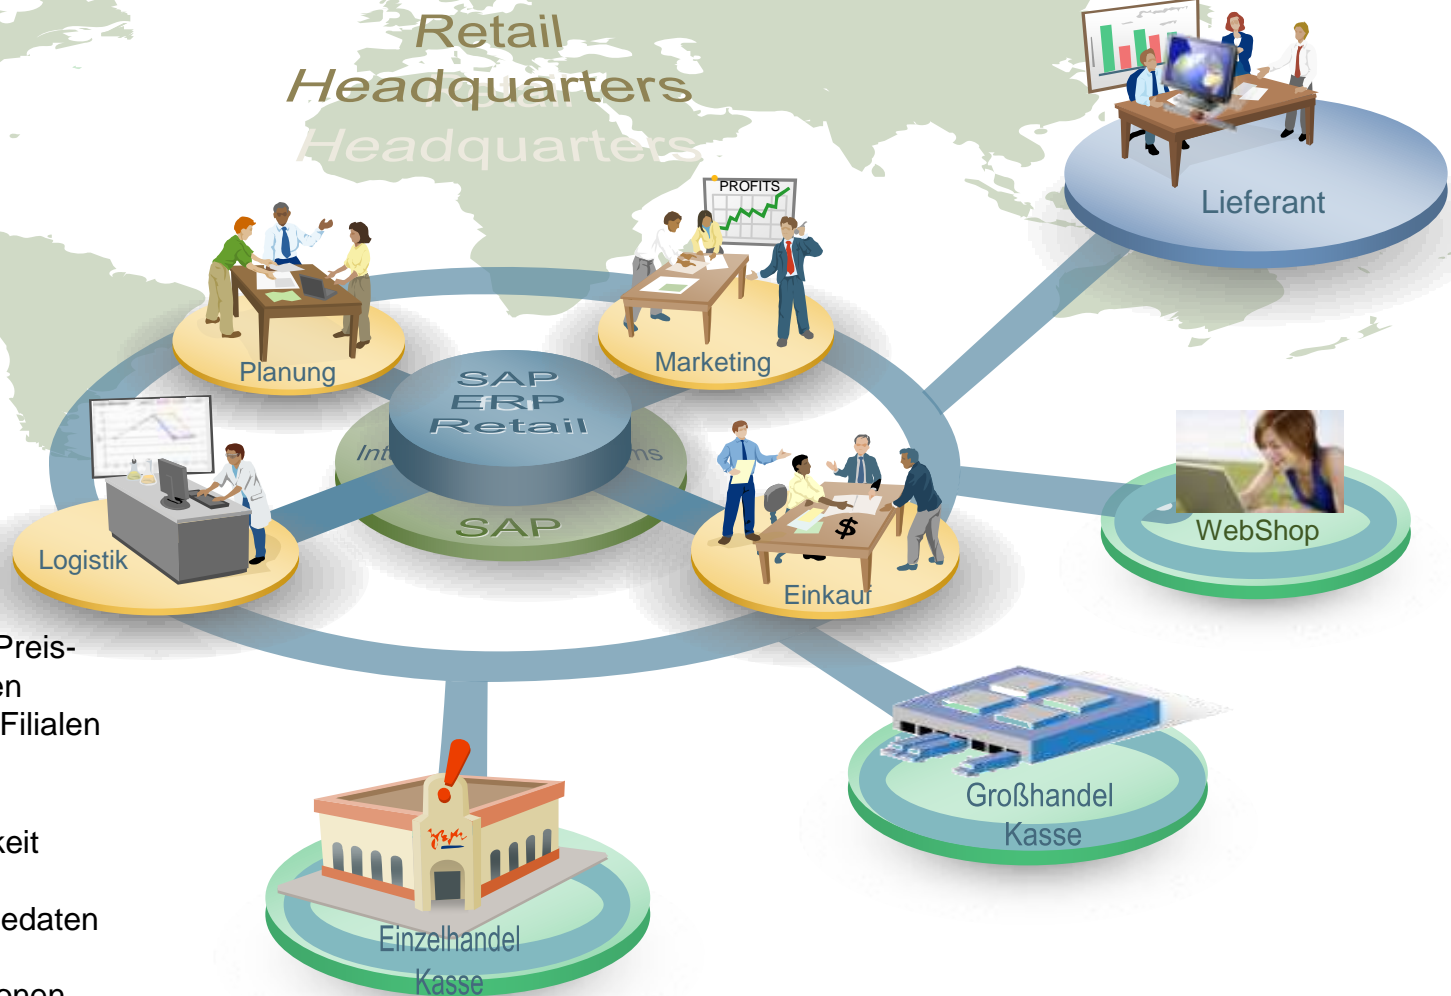 Retail
Headquarters
Headquarters
PROFITS
Lieferant
Planung
Marketing
SAP
ERP
Retail
SAP
$
Logistik
Einkauf
WebShop
Preis-
en
Filialen
keit
edaten
onen
Großhandel
Kasse
Einzelhandel
Kasse